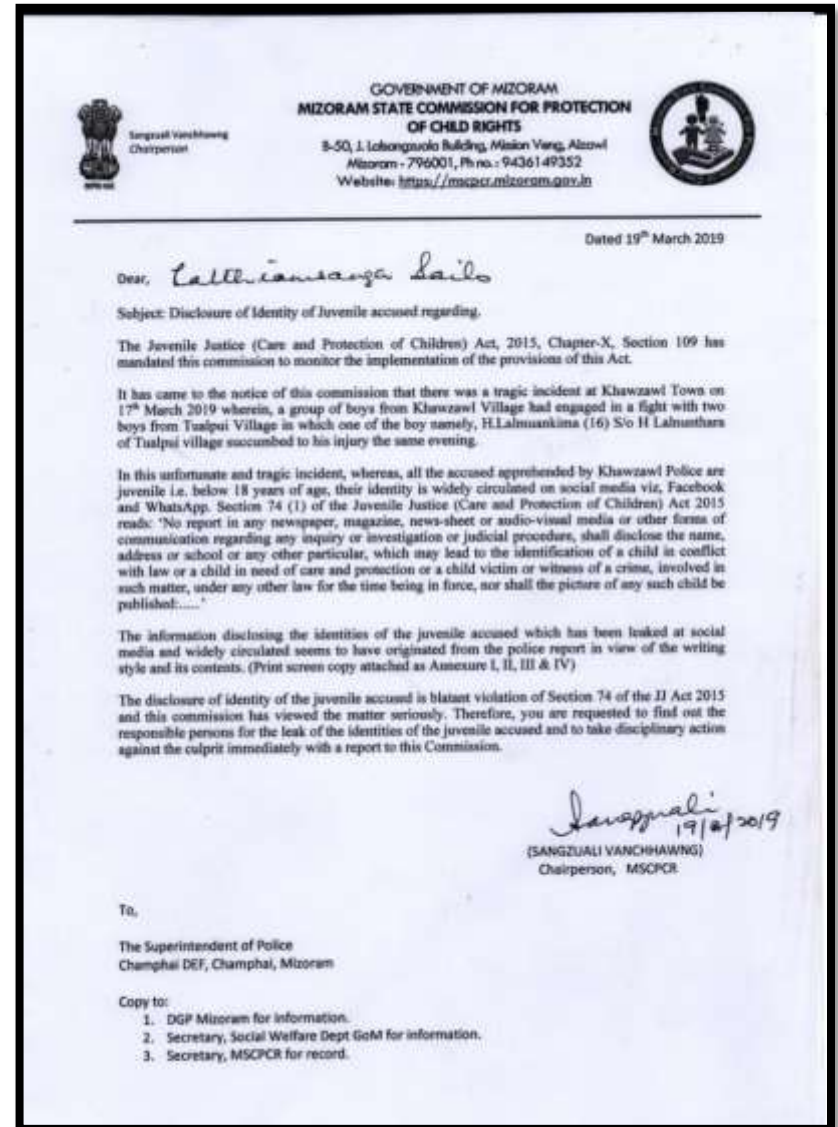 GOVERNMENT OF MIZORAM
MIZORAM STATE COMMISSION FOR PROTECTION
OF CHILD RIGHTS
B-50, J. Lalsangzuala Building, Mission Veng, Aizawl
Mizoram - 796001, Ph no. : 9436149352
Website: https://mscpcr.mizoram.gov.in
Sangzuali Vanchhawng
Chairperson
Dated 19th March 2019
Dear, Lalthiamsanga Sailo
Subject: Disclosure of Identity of Juvenile accused regarding.
The Juvenile Justice (Care and Protection of Children) Act, 2015, Chapter-X, Section 109 has
mandated this commission to monitor the implementation of the provisions of this Act.
It has came to the notice of this commission that there was a tragic incident at Khawzawl Town on
17th March 2019 wherein, a group of boys from Khawzawl Village had engaged in a fight with two
boys from Tualpui Village in which one of the boy namely, H.Lalmuankima (16) S/o H Lalnunthara
of Tualpui village succumbed to his injury the same evening.
In this unfortunate and tragic incident, whereas, all the accused apprehended by Khawzawl Police are
juvenile i.e. below 18 years of age, their identity is widely circulated on social media viz, Facebook
and WhatsApp. Section 74 (1) of the Juvenile Justice (Care and Protection of Children) Act 2015
reads: 'No report in any newspaper, magazine, news-sheet or audio-visual media or other forms of
communication regarding any inquiry or investigation or judicial procedure, shall disclose the name,
address or school or any other particular, which may lead to the identification of a child in conflict
with law or a child in need of care and protection or a child victim or witness of a crime, involved in
such matter, under any other law for the time being in force, nor shall the picture of any such child be
published:.....'
The information disclosing the identities of the juvenile accused which has been leaked at social
media and widely circulated seems to have originated from the police report in view of the writing
style and its contents. (Print screen copy attached as Annexure I, II, III & IV)
The disclosure of identity of the juvenile accused is blatant violation of Section 74 of the JJ Act 2015
and this commission has viewed the matter seriously. Therefore, you are requested to find out the
responsible persons for the leak of the identities of the juvenile accused and to take disciplinary action
against the culprit immediately with a report to this Commission.
Sangzuali
19/3/2019
(SANGZUALI VANCHHAWNG)
Chairperson, MSCPCR
To,
The Superintendent of Police
Champhai DEF, Champhai, Mizoram
Copy to:
1. DGP Mizoram for information.
2. Secretary, Social Welfare Dept GoM for information.
3. Secretary, MSCPCR for record.